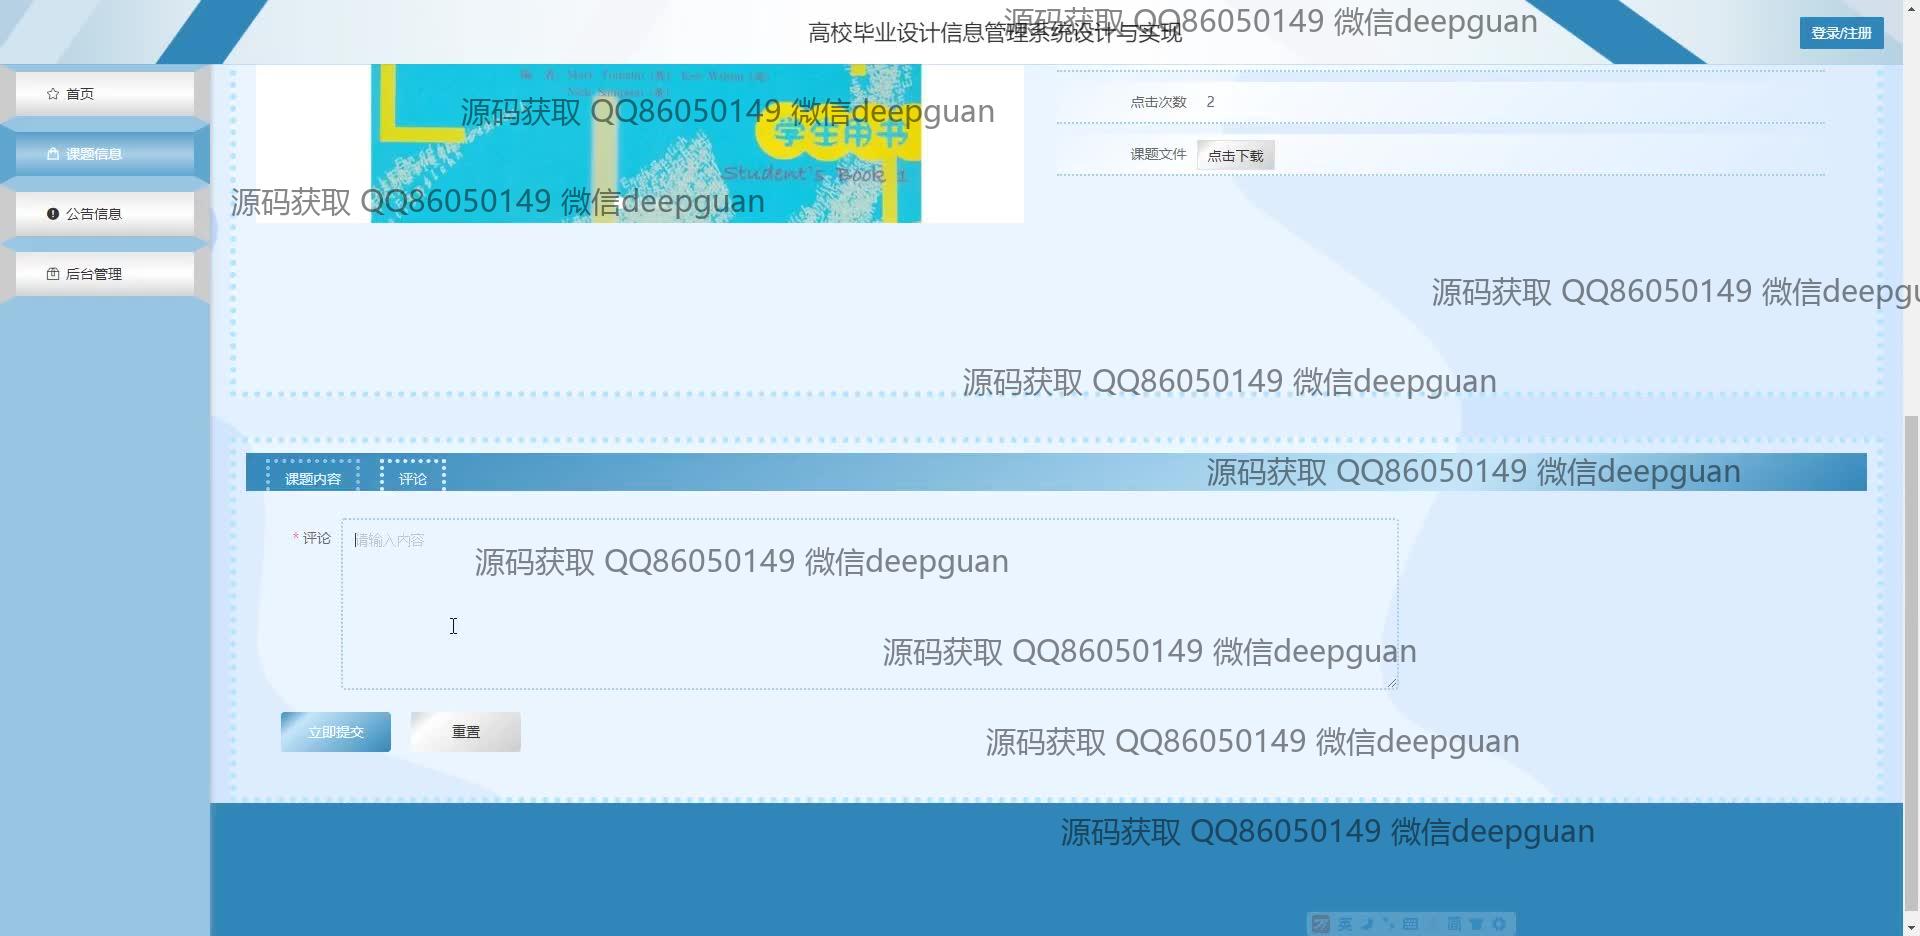 高校毕业设计信息管理系统设计与实现
源码获取 QQ86050149 微信deepguan
登录/注册
首页
课题信息
公告信息
后台管理
源码获取 QQ86050149 微信deepguan
学生用书
Student's Book 1
源码获取 QQ86050149 微信deepguan
点击次数 2
课题文件 点击下载
源码获取 QQ86050149 微信deepgu
源码获取 QQ86050149 微信deepguan
课题内容 评论
源码获取 QQ86050149 微信deepguan
*评论 请输入内容
源码获取 QQ86050149 微信deepguan
源码获取 QQ86050149 微信deepguan
立即提交 重置
源码获取 QQ86050149 微信deepguan
源码获取 QQ86050149 微信deepguan
英 简